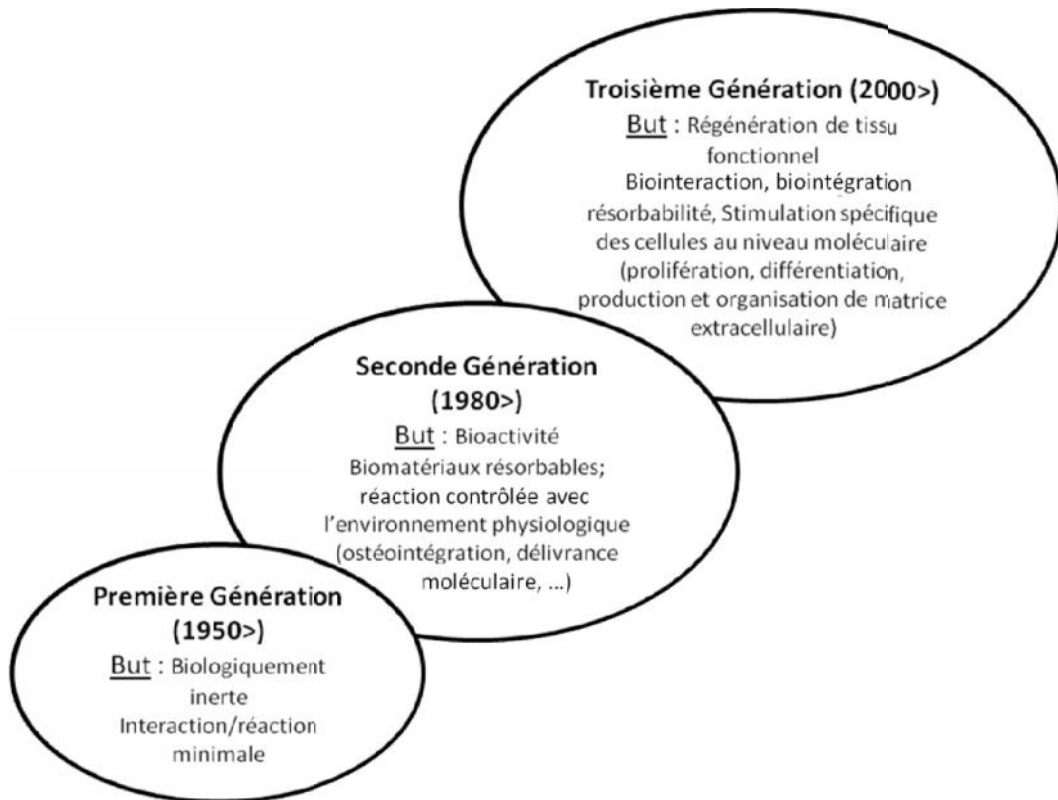 Troisième Génération (2000>)
But : Régénération de tissu
fonctionnel
Biointeraction, biointégration
résorbabilité, Stimulation spécifique
des cellules au niveau moléculaire
(prolifération, différentiation,
production et organisation de matrice
extracellulaire)
Seconde Génération
(1980>)
But : Bioactivité
Biomatériaux résorbables;
réaction contrôlée avec
l'environnement physiologique
(ostéointégration, délivrance
moléculaire, ...)
Première Génération
(1950>)
But : Biologiquement
inerte
Interaction/réaction
minimale